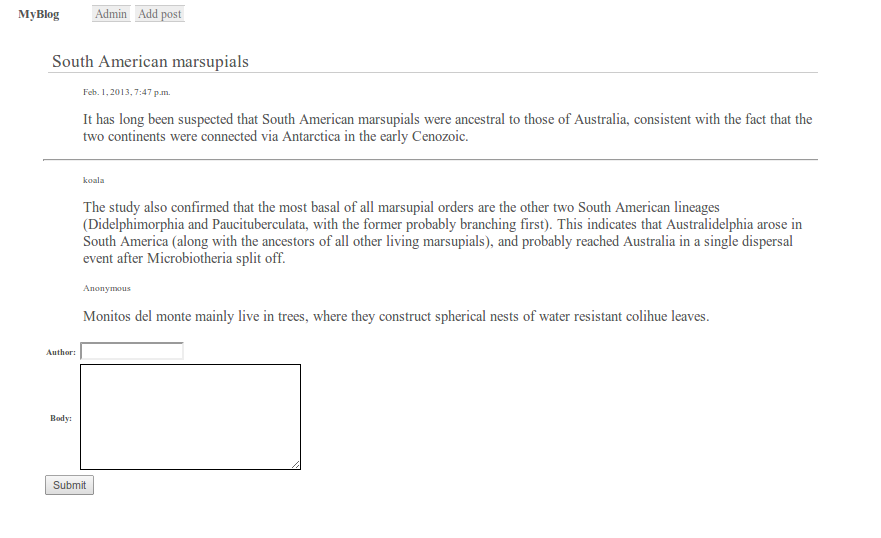 MyBlog Admin Add post
South American marsupials
Feb. 1, 2013, 7:47 p.m.
It has long been suspected that South American marsupials were ancestral to those of Australia, consistent with the fact that the
two continents were connected via Antarctica in the early Cenozoic.
koala
The study also confirmed that the most basal of all marsupial orders are the other two South American lineages
(Didelphimorphia and Paucituberculata, with the former probably branching first). This indicates that Australidelphia arose in
South America (along with the ancestors of all other living marsupials), and probably reached Australia in a single dispersal
event after Microbiotheria split off.
Anonymous
Monitos del monte mainly live in trees, where they construct spherical nests of water resistant colihue leaves.
Author:
Body:
Submit